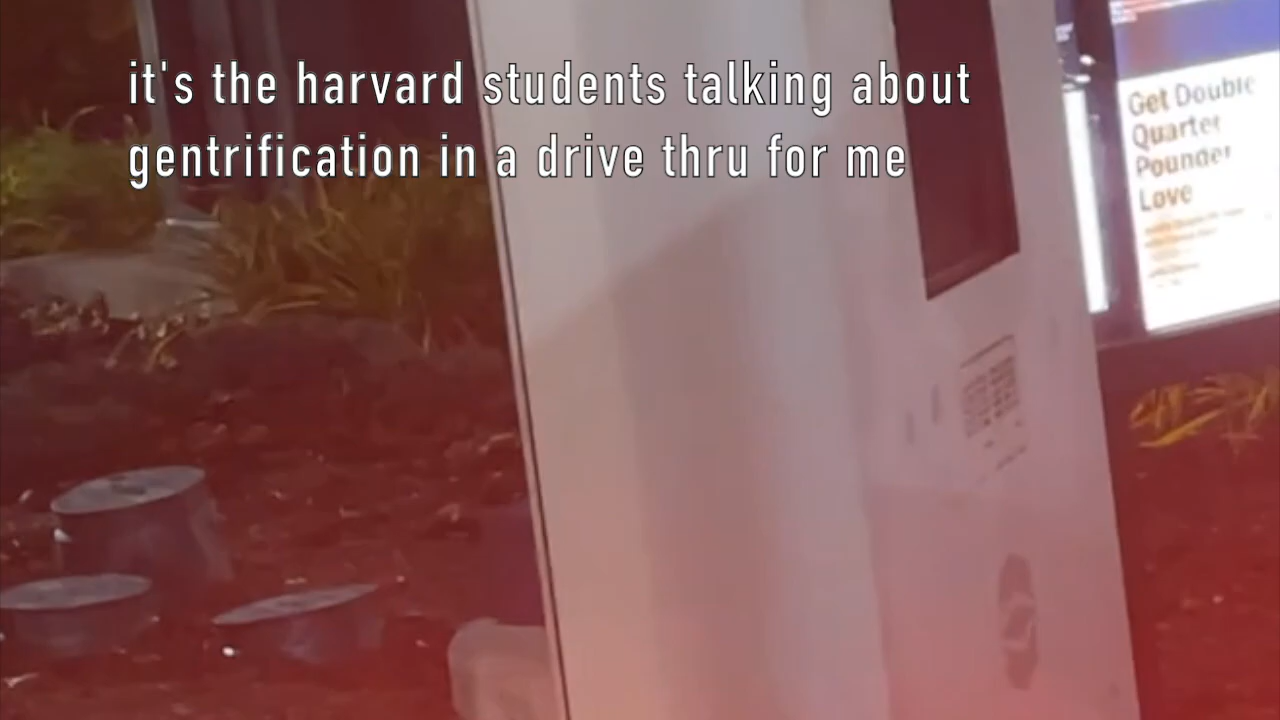 it's the harvard students talking about
gentrification in a drive thru for me
Get Double
Quarter
Pounder
Love